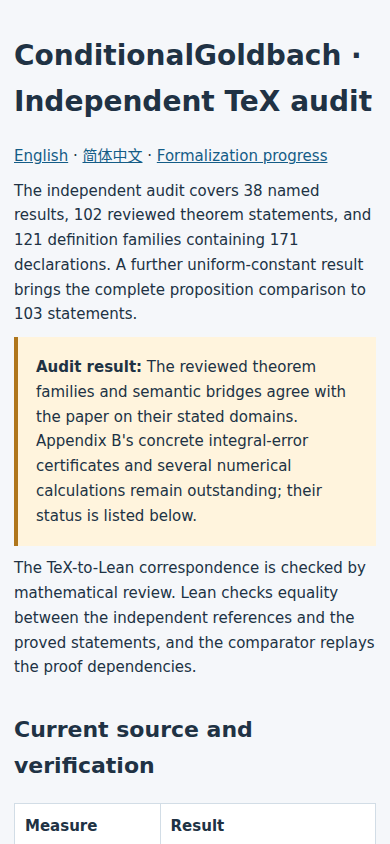 ConditionalGoldbach ·
Independent TeX audit
English · 简体中文 · Formalization progress
The independent audit covers 38 named
results, 102 reviewed theorem statements, and
121 definition families containing 171
declarations. A further uniform-constant result
brings the complete proposition comparison to
103 statements.
Audit result: The reviewed theorem
families and semantic bridges agree with
the paper on their stated domains.
Appendix B's concrete integral-error
certificates and several numerical
calculations remain outstanding; their
status is listed below.
The TeX-to-Lean correspondence is checked by
mathematical review. Lean checks equality
between the independent references and the
proved statements, and the comparator replays
the proof dependencies.
Current source and
verification
Measure Result